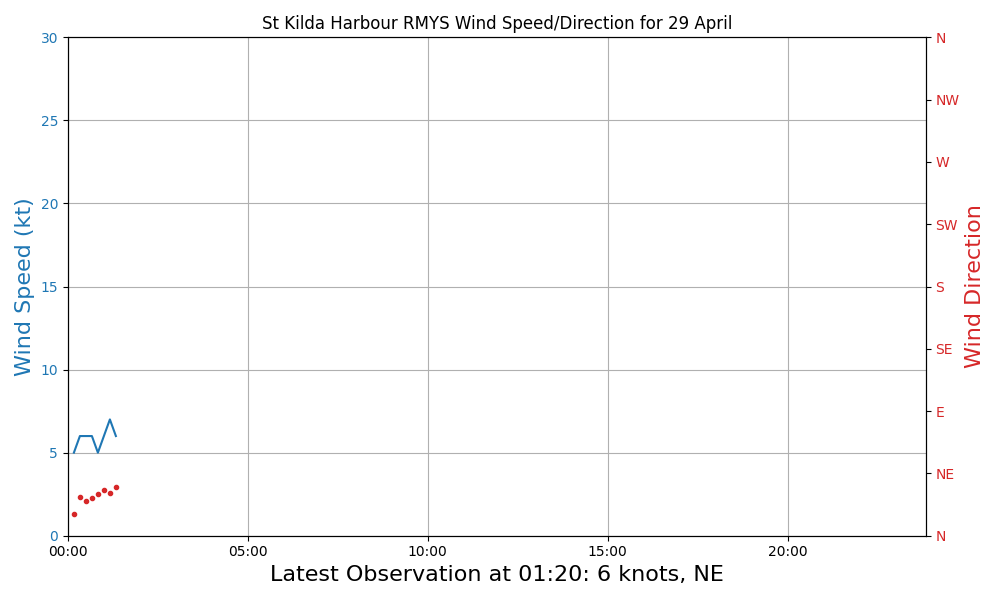 St Kilda Harbour RMYS Wind Speed/Direction for 29 April
30
25
20
15
10
5
0
Wind Speed (kt)
N
NW
W
SW
S
SE
E
NE
N
Wind Direction
00:00 05:00 10:00 15:00 20:00
Latest Observation at 01:20: 6 knots, NE